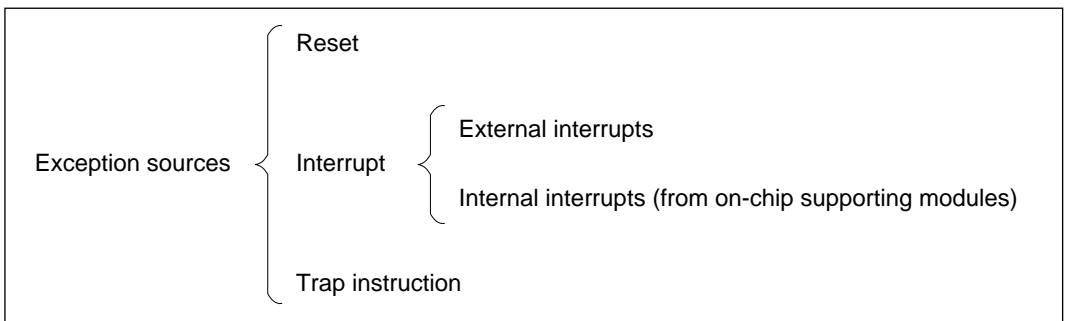 Reset
External interrupts
Exception sources
Interrupt
Internal interrupts (from on-chip supporting modules)
Trap instruction